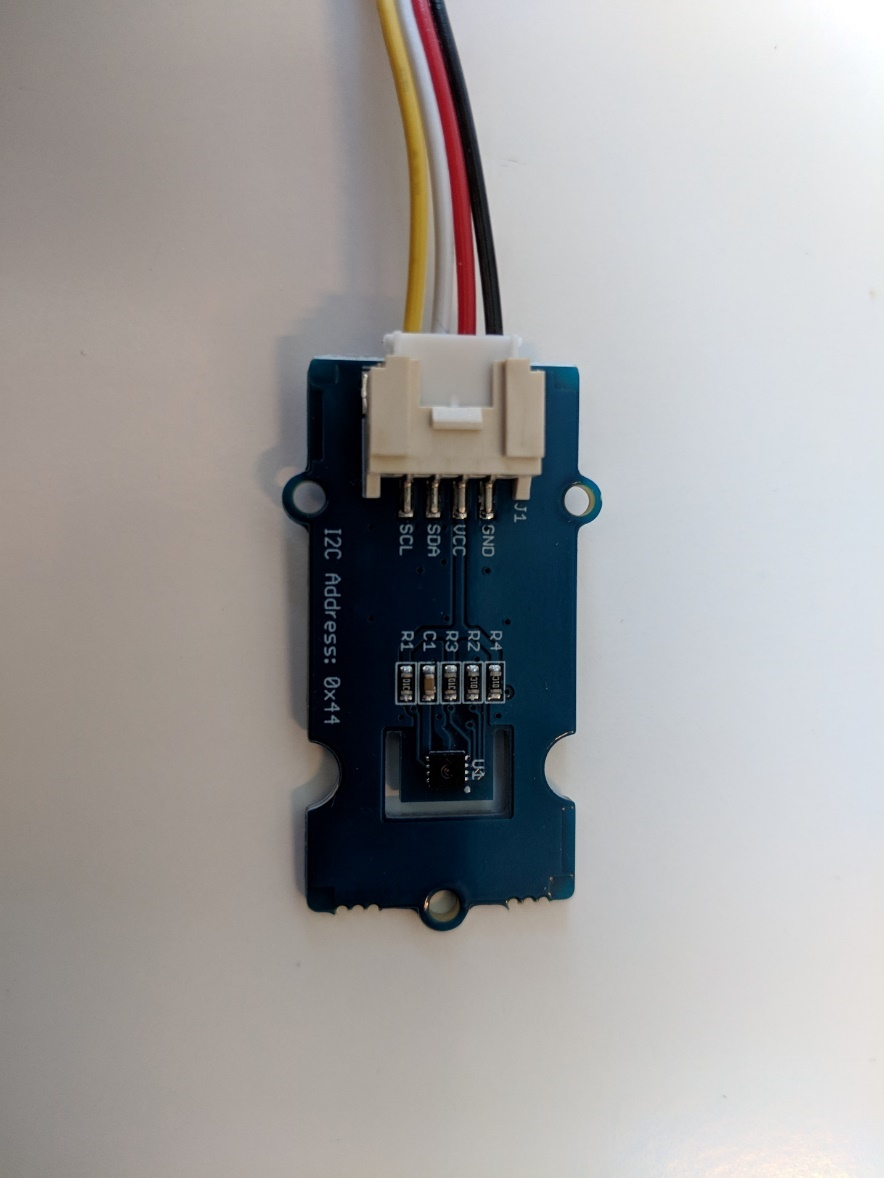 J1
SCL
SDA
VCC
GND
I2C Address: 0x44
R1
C1
R3
R2
R4
U1